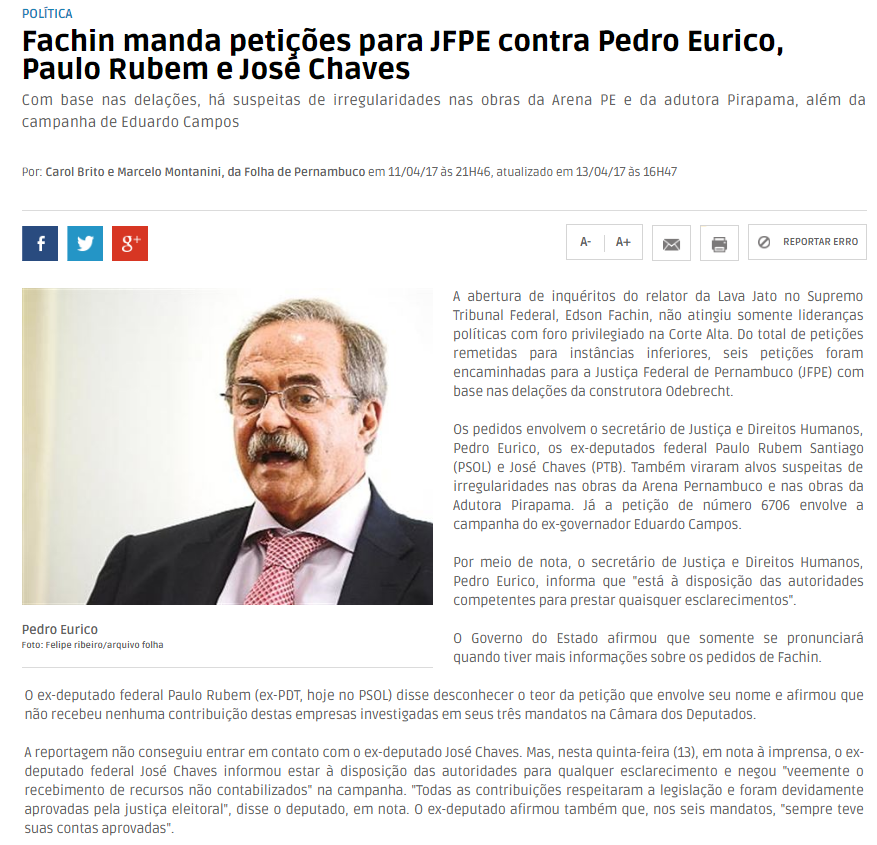 POLÍTICA
Fachin manda petições para JFPE contra Pedro Eurico,
Paulo Rubem e José Chaves
Com base nas delações, há suspeitas de irregularidades nas obras da Arena PE e da adutora Pirapama, além da
campanha de Eduardo Campos
Por: Carol Brito e Marcelo Montanini, da Folha de Pernambuco em 11/04/17 às 21H46, atualizado em 13/04/17 às 16H47
f
g+
A-
A+
REPORTAR ERRO
A abertura de inquéritos do relator da Lava Jato no Supremo
Tribunal Federal, Edson Fachin, não atingiu somente lideranças
políticas com foro privilegiado na Corte Alta. Do total de petições
remetidas para instâncias inferiores, seis petições foram
encaminhadas para a Justiça Federal de Pernambuco (JFPE) com
base nas delações da construtora Odebrecht.
Os pedidos envolvem o secretário de Justiça e Direitos Humanos,
Pedro Eurico, os ex-deputados federal Paulo Rubem Santiago
(PSOL) e José Chaves (PTB). Também viraram alvos suspeitas de
irregularidades nas obras da Arena Pernambuco e nas obras da
Adutora Pirapama. Já a petição de número 6706 envolve a
campanha do ex-governador Eduardo Campos.
Por meio de nota, o secretário de Justiça e Direitos Humanos,
Pedro Eurico, informa que "está à disposição das autoridades
competentes para prestar quaisquer esclarecimentos".
O Governo do Estado afirmou que somente se pronunciará
quando tiver mais informações sobre os pedidos de Fachin.
Pedro Eurico
Foto: Felipe ribeiro/arquivo folha
O ex-deputado federal Paulo Rubem (ex-PDT, hoje no PSOL) disse desconhecer o teor da petição que envolve seu nome e afirmou que
não recebeu nenhuma contribuição destas empresas investigadas em seus três mandatos na Câmara dos Deputados.
A reportagem não conseguiu entrar em contato com o ex-deputado José Chaves. Mas, nesta quinta-feira (13), em nota à imprensa, o ex-
deputado federal José Chaves informou estar à disposição das autoridades para qualquer esclarecimento e negou "veemente o
recebimento de recursos não contabilizados" na campanha. "Todas as contribuições respeitaram a legislação e foram devidamente
aprovadas pela justiça eleitoral", disse o deputado, em nota. O ex-deputado afirmou também que, nos seis mandatos, "sempre teve
suas contas aprovadas".